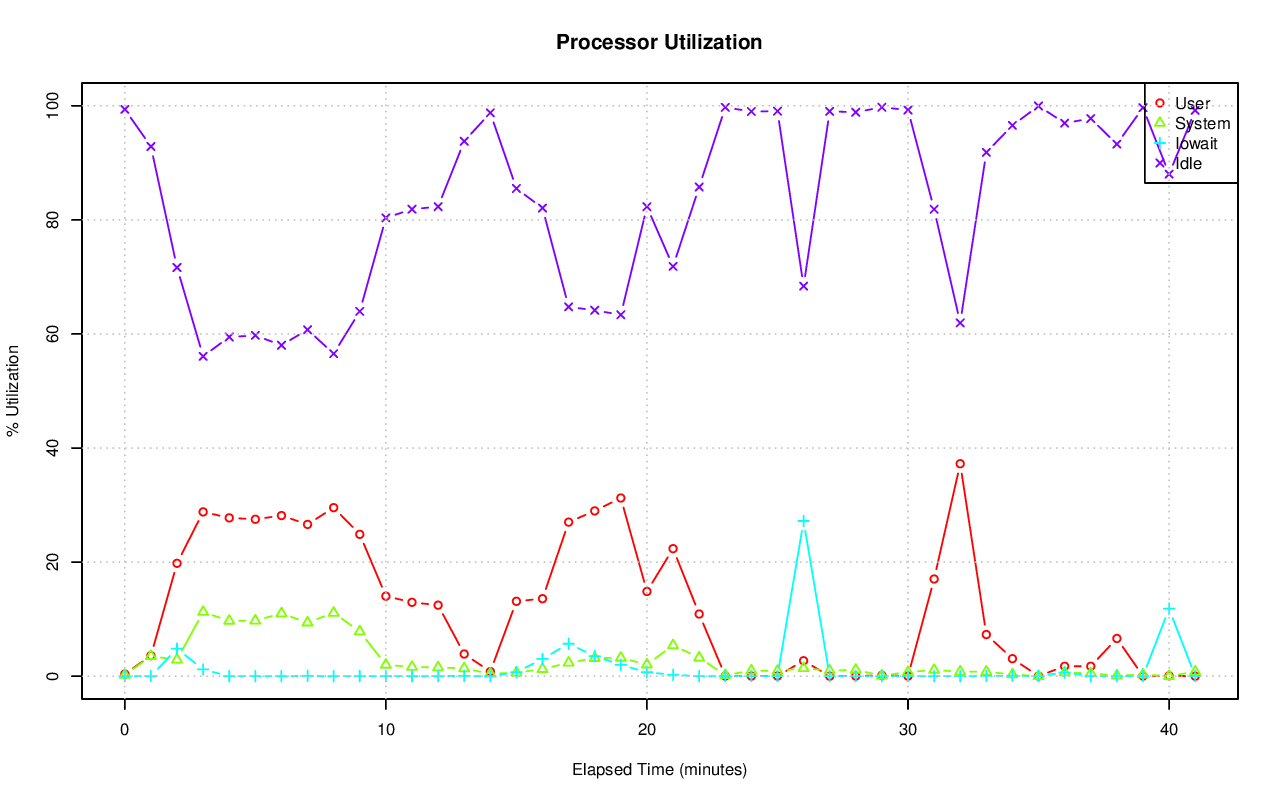 Processor Utilization
100
80
60
40
20
0
% Utilization
User
System
Iowait
Idle
0 10 20 30 40
Elapsed Time (minutes)